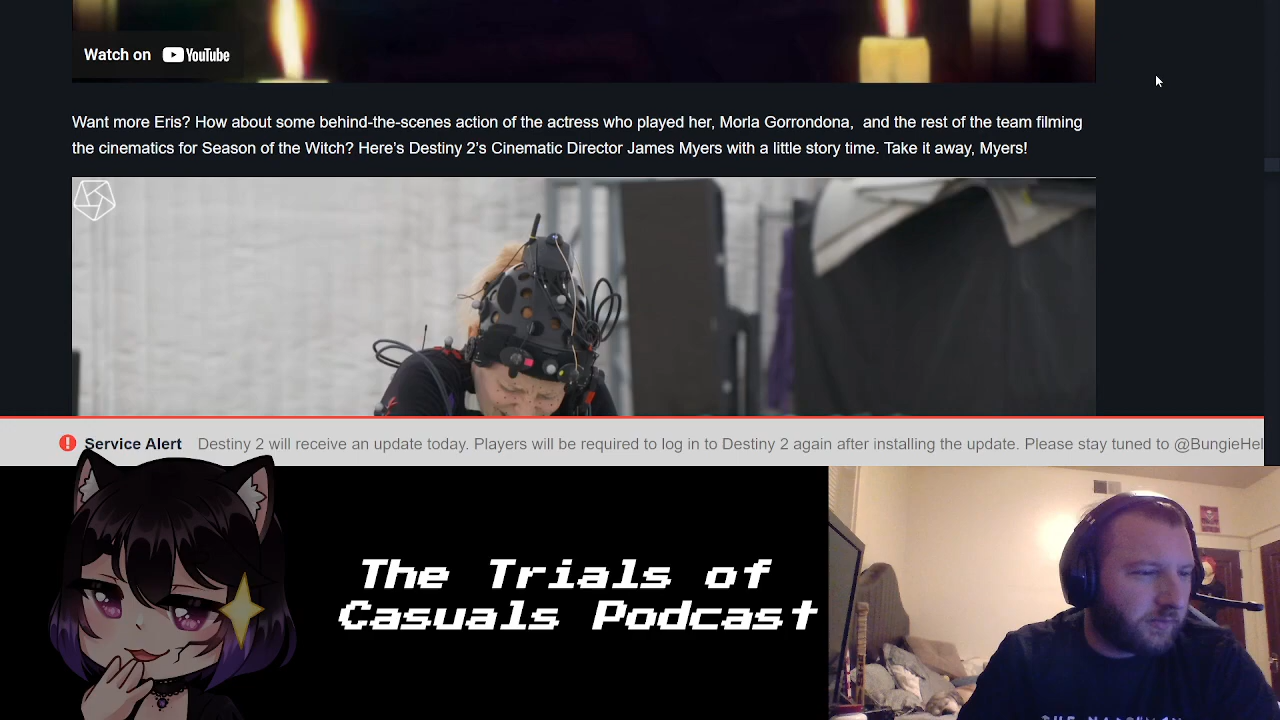 Watch on YouTube
Want more Eris? How about some behind-the-scenes action of the actress who played her, Morla Gorrondona,  and the rest of the team filming
the cinematics for Season of the Witch? Here’s Destiny 2’s Cinematic Director James Myers with a little story time. Take it away, Myers!
Service Alert Destiny 2 will receive an update today. Players will be required to log in to Destiny 2 again after installing the update. Please stay tuned to @BungieHel
The Trials of
Casuals Podcast